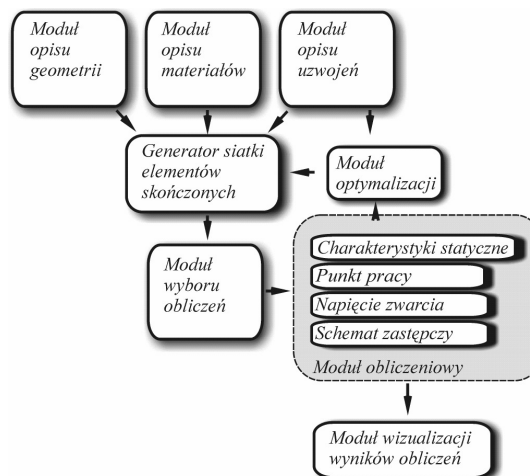 Moduł
opisu
geometrii
Moduł
opisu
materiałów
Moduł
opisu
uzwojeń
Generator siatki
elementów
skończonych
Moduł
optymalizacji
Moduł
wyboru
obliczeń
Charakterystyki statyczne
Punkt pracy
Napięcie zwarcia
Schemat zastępczy
Moduł obliczeniowy
Moduł wizualizacji
wyników obliczeń